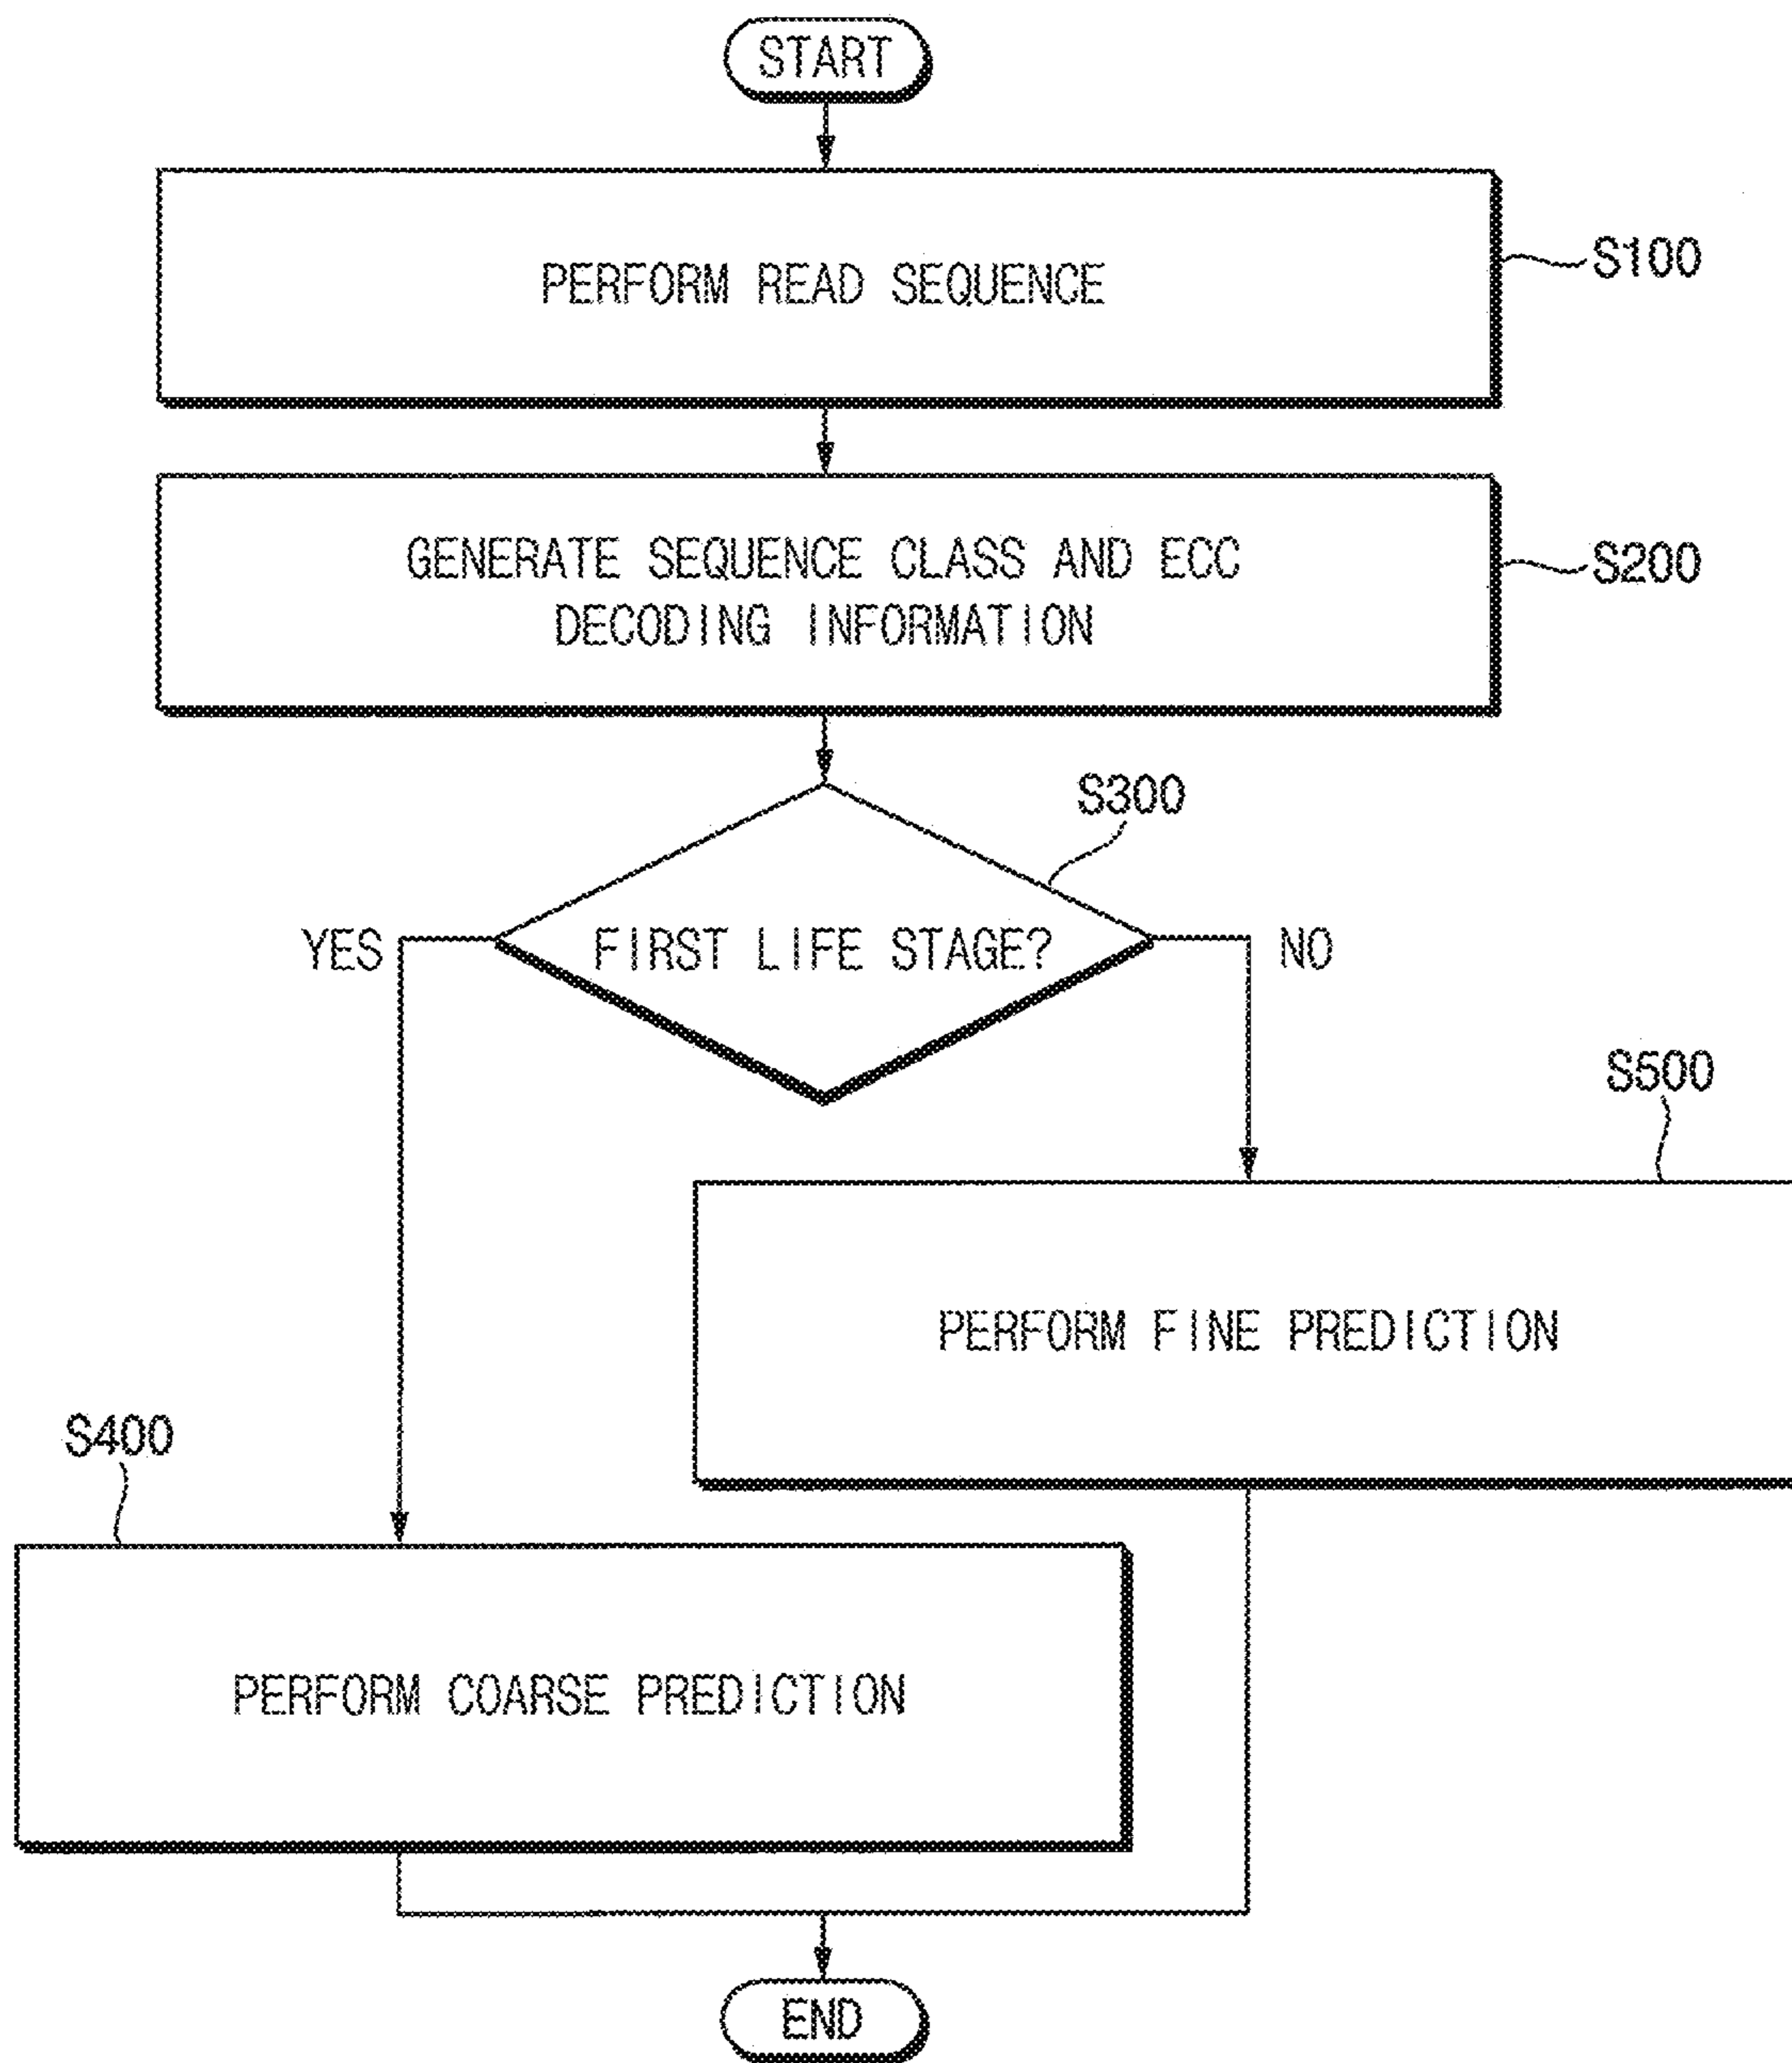 START
PERFORM READ SEQUENCE
S100
GENERATE SEQUENCE CLASS AND ECC
DECODING INFORMATION
S200
S300
YES
FIRST LIFE STAGE?
NO
S500
PERFORM FINE PREDICTION
S400
PERFORM COARSE PREDICTION
END